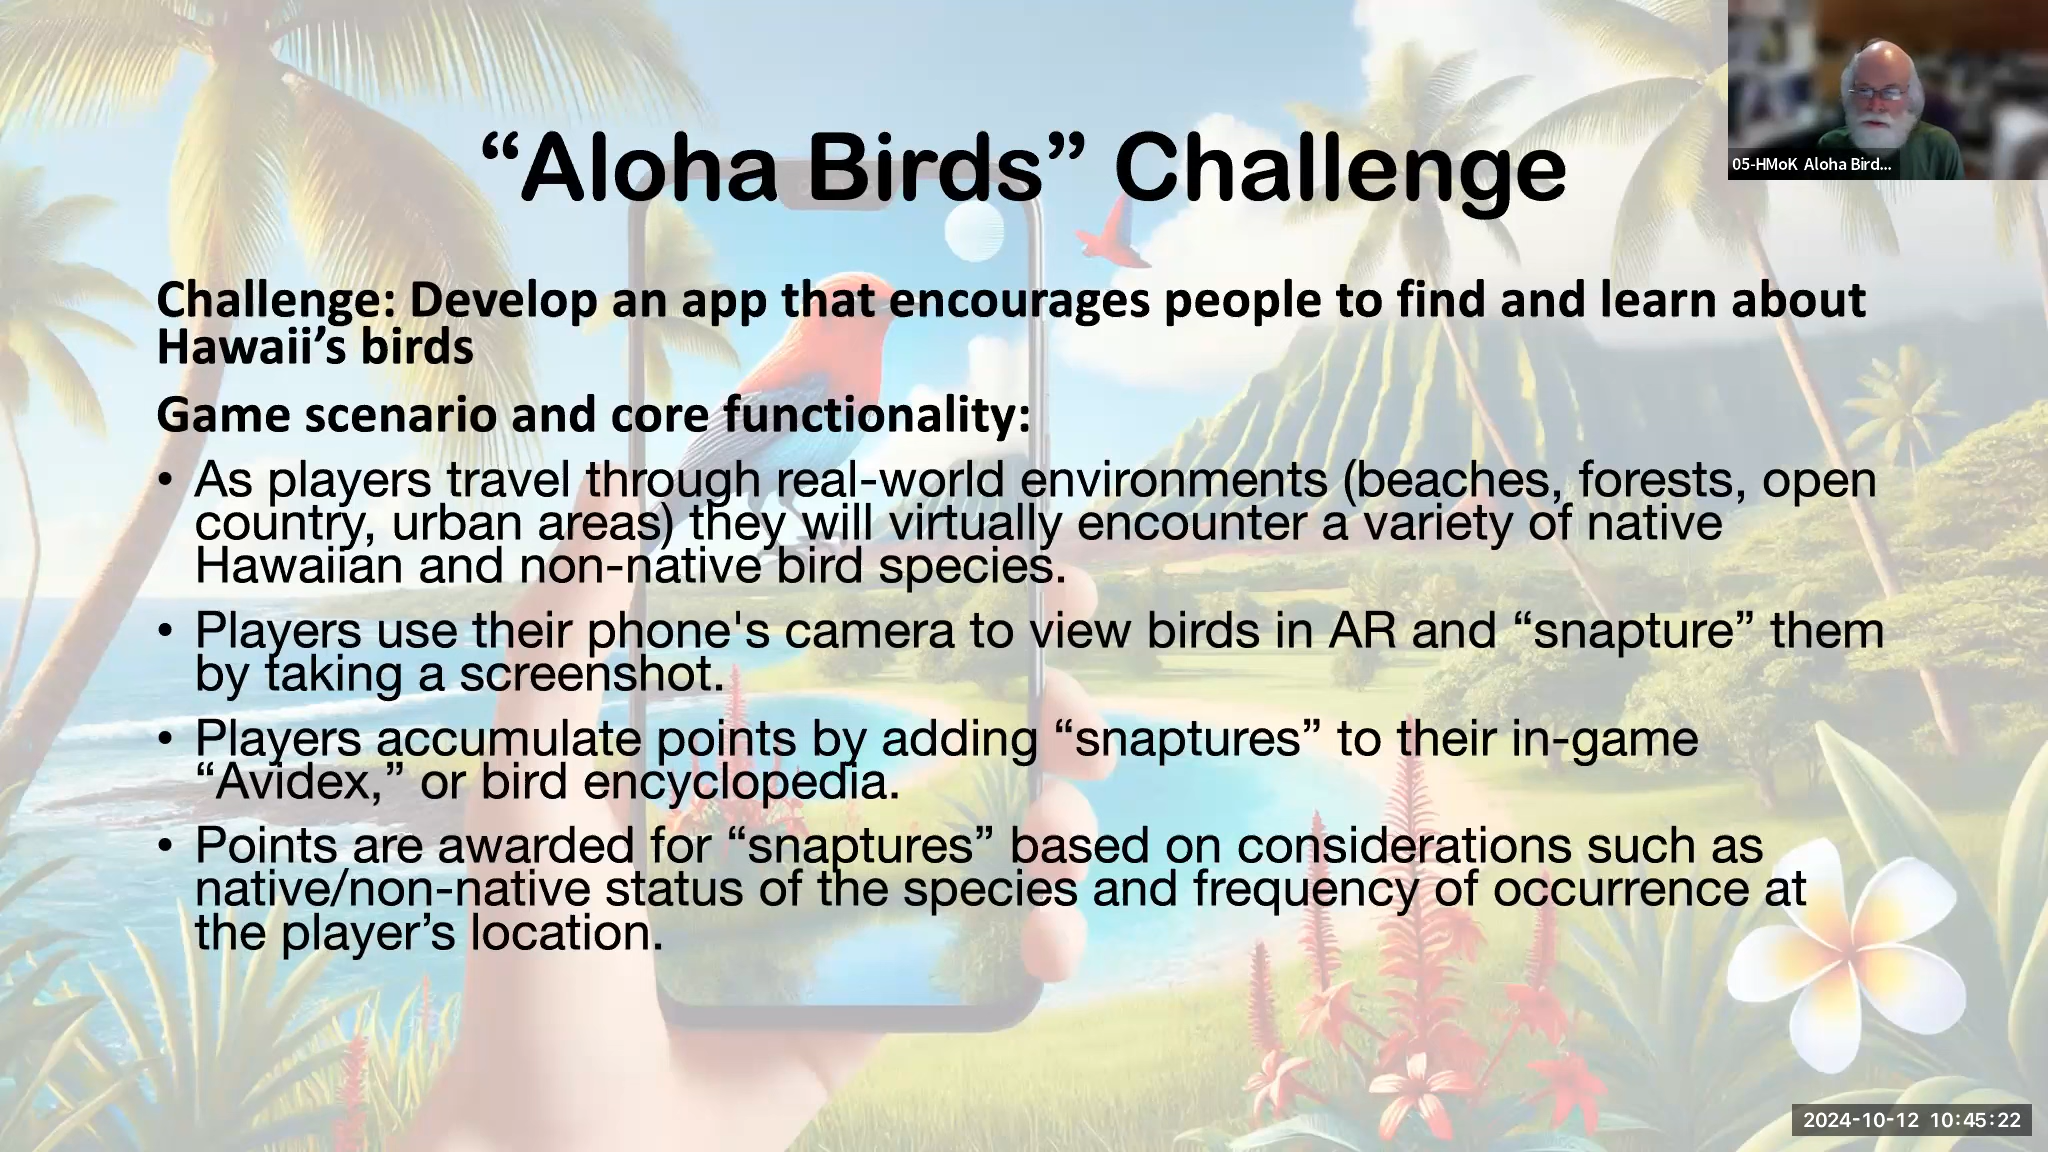 “Aloha Birds” Challenge
05-HMoK Aloha Bird...
Challenge: Develop an app that encourages people to find and learn about
Hawaii’s birds
Game scenario and core functionality:
• As players travel through real-world environments (beaches, forests, open
country, urban areas) they will virtually encounter a variety of native
Hawaiian and non-native bird species.
• Players use their phone's camera to view birds in AR and “snapture” them
by taking a screenshot.
• Players accumulate points by adding “snaptures” to their in-game
“Avidex,” or bird encyclopedia.
• Points are awarded for “snaptures” based on considerations such as
native/non-native status of the species and frequency of occurrence at
the player’s location.
2024-10-12 10:45:22